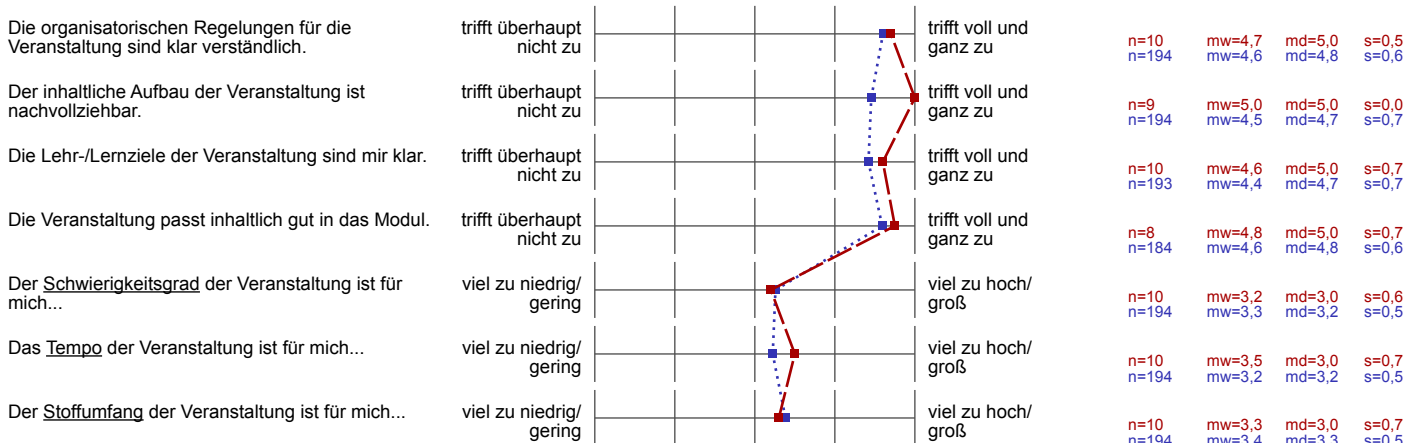 Die organisatorischen Regelungen für die
Veranstaltung sind klar verständlich.
trifft überhaupt
nicht zu
trifft voll und
ganz zu
n=10 mw=4,7 md=5,0 s=0,5
n=194 mw=4,6 md=4,8 s=0,6
Der inhaltliche Aufbau der Veranstaltung ist
nachvollziehbar.
trifft überhaupt
nicht zu
trifft voll und
ganz zu
n=9 mw=5,0 md=5,0 s=0,0
n=194 mw=4,5 md=4,7 s=0,7
Die Lehr-/Lernziele der Veranstaltung sind mir klar.
trifft überhaupt
nicht zu
trifft voll und
ganz zu
n=10 mw=4,6 md=5,0 s=0,7
n=193 mw=4,4 md=4,7 s=0,7
Die Veranstaltung passt inhaltlich gut in das Modul.
trifft überhaupt
nicht zu
trifft voll und
ganz zu
n=8 mw=4,8 md=5,0 s=0,7
n=184 mw=4,6 md=4,8 s=0,6
Der Schwierigkeitsgrad der Veranstaltung ist für
mich...
viel zu niedrig/
gering
viel zu hoch/
groß
n=10 mw=3,2 md=3,0 s=0,6
n=194 mw=3,3 md=3,2 s=0,5
Das Tempo der Veranstaltung ist für mich...
viel zu niedrig/
gering
viel zu hoch/
groß
n=10 mw=3,5 md=3,0 s=0,7
n=194 mw=3,2 md=3,2 s=0,5
Der Stoffumfang der Veranstaltung ist für mich...
viel zu niedrig/
gering
viel zu hoch/
groß
n=10 mw=3,3 md=3,0 s=0,7
n=194 mw=3,4 md=3,3 s=0,5